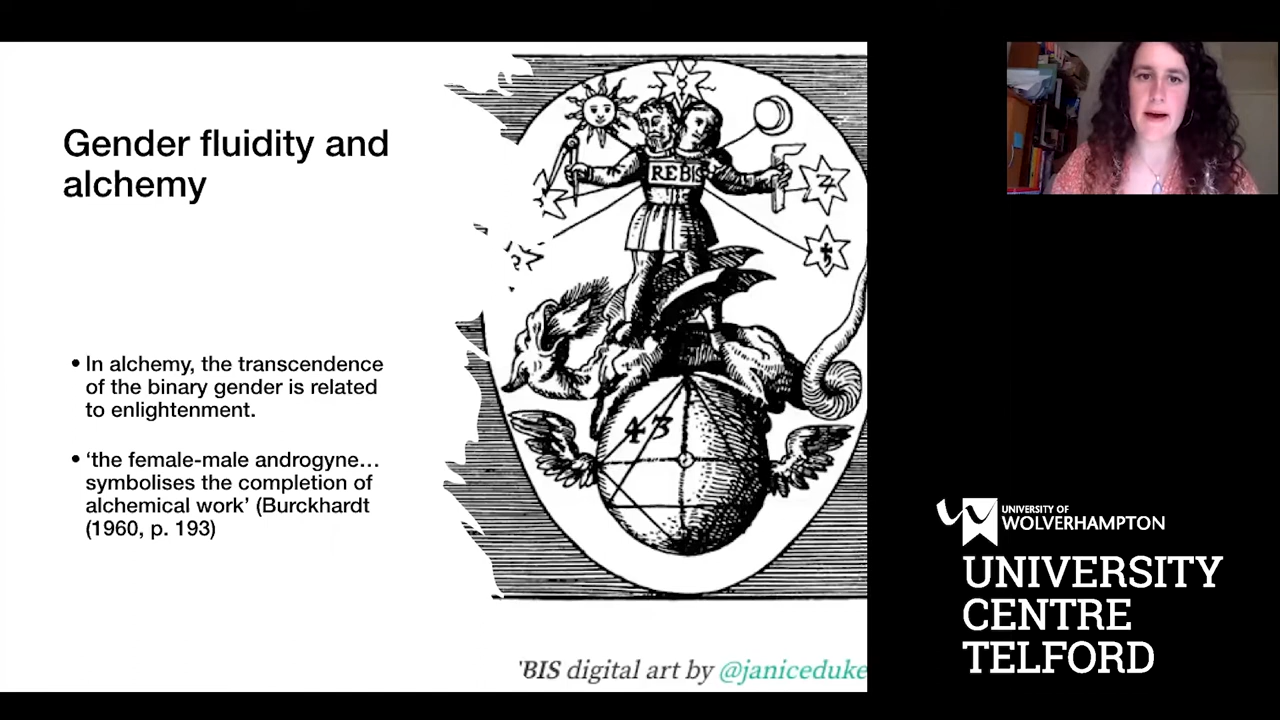 Gender fluidity and
alchemy
• In alchemy, the transcendence
of the binary gender is related
to enlightenment.
• ‘the female-male androgyne…
symbolises the completion of
alchemical work’ (Burckhardt
(1960, p. 193)
REBIS
43
'BIS digital art by @janiceduke
UNIVERSITY OF
WOLVERHAMPTON
UNIVERSITY
CENTRE
TELFORD